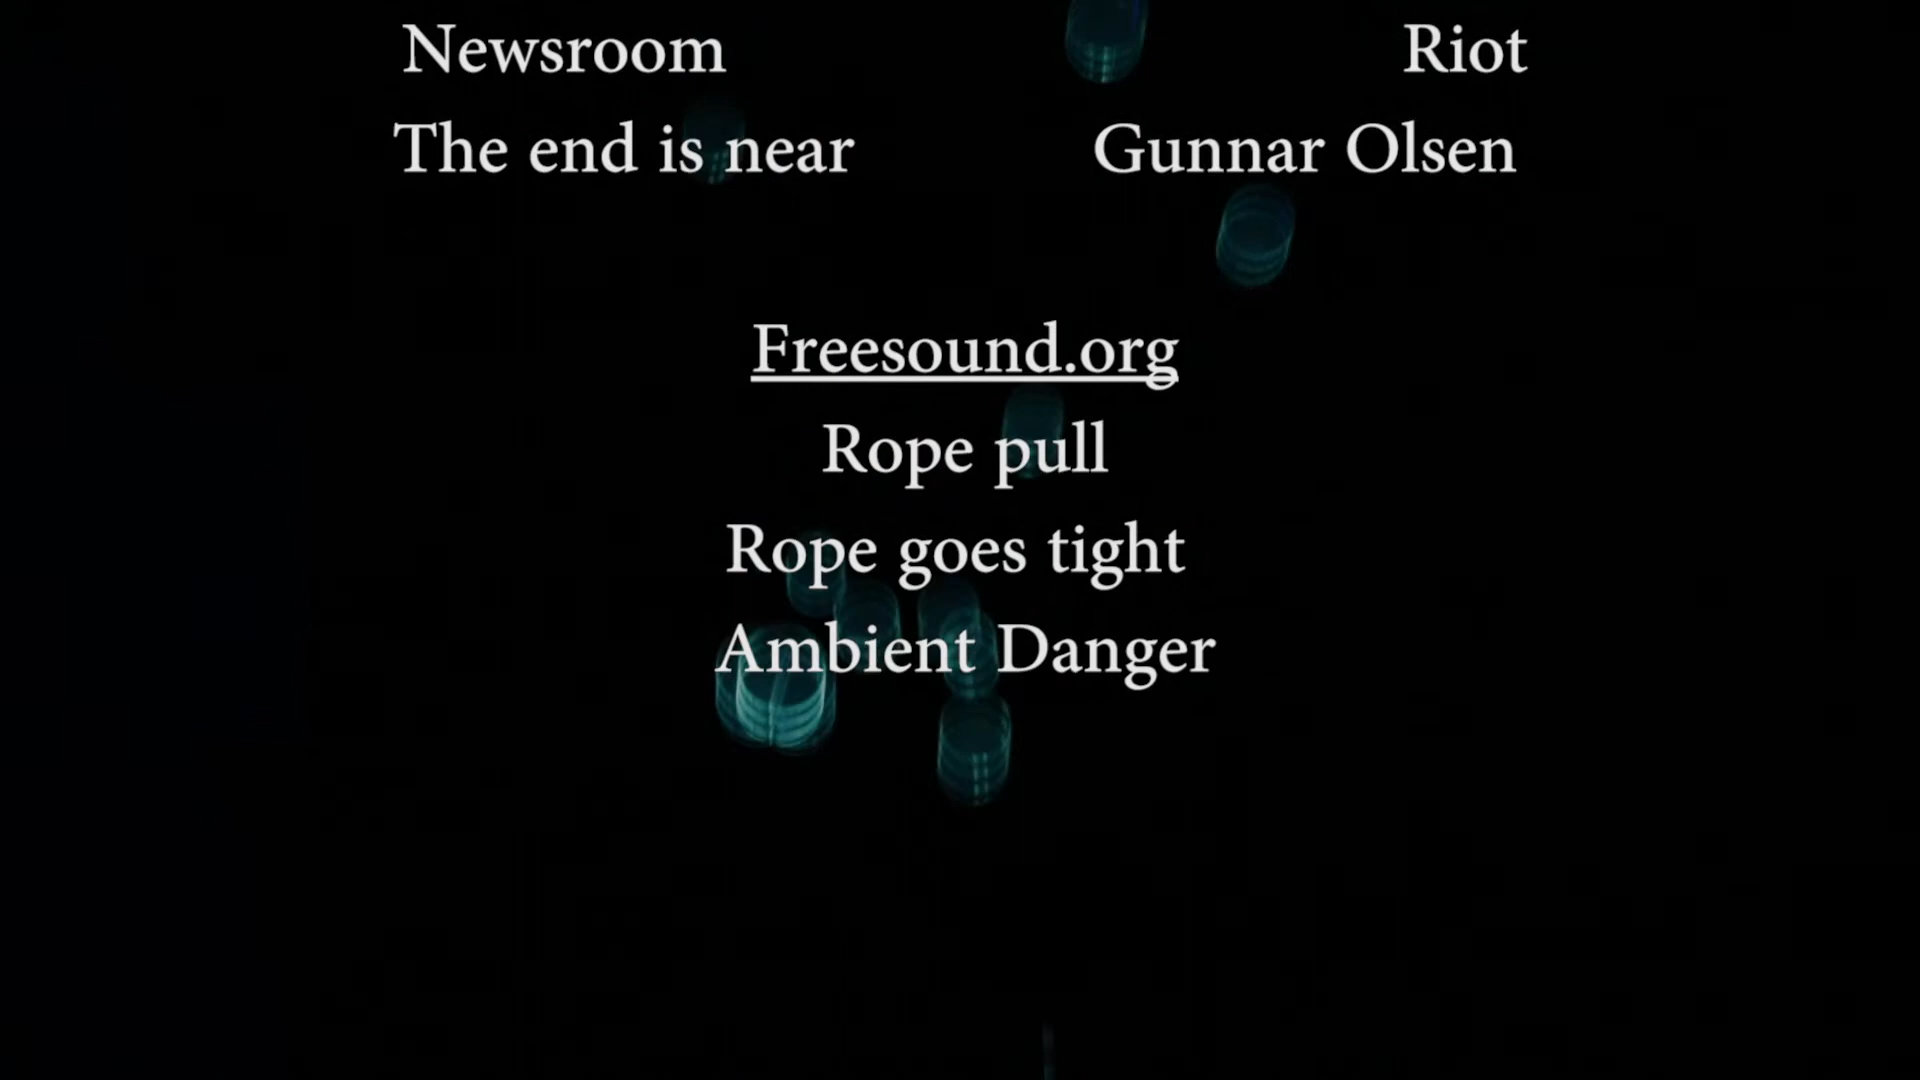 Newsroom Riot
The end is near Gunnar Olsen
Freesound.org
Rope pull
Rope goes tight
Ambient Danger